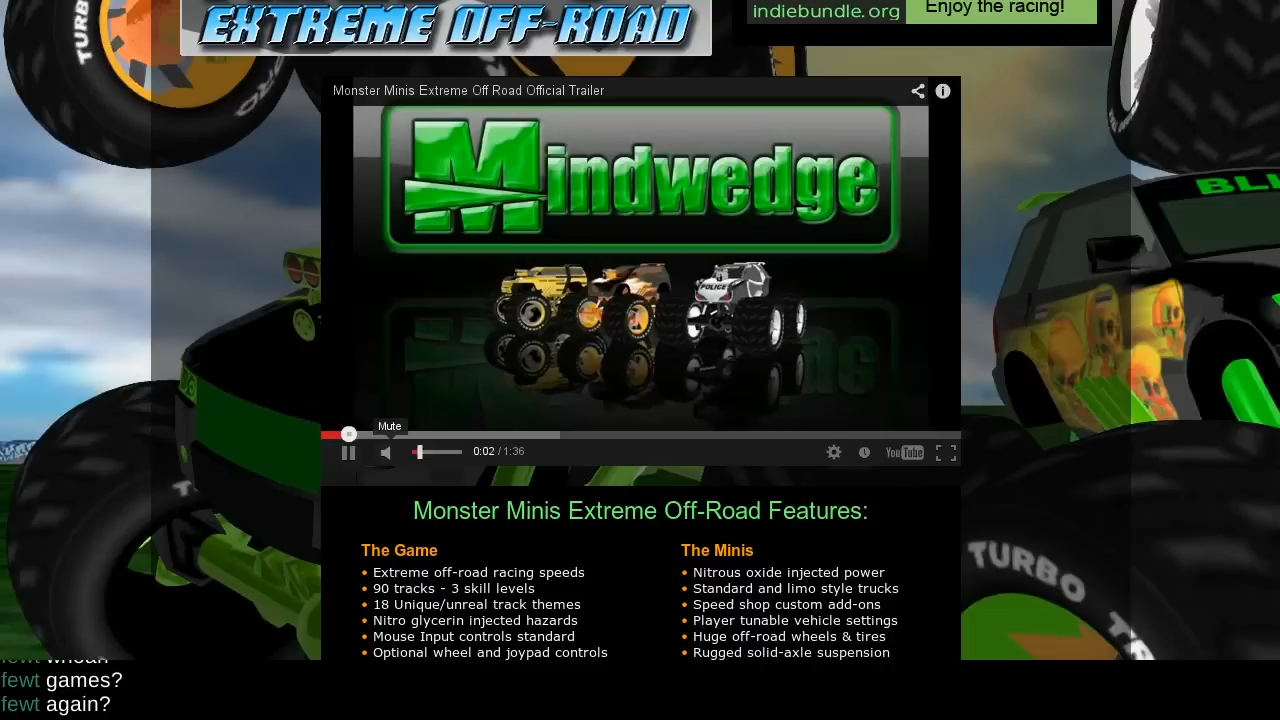 EXTREME OFF-ROAD
indiebundle.org
Enjoy the racing!
Monster Minis Extreme Off Road Official Trailer
Mindwedge
POLICE
Mute
0:02 / 1:36
YouTube
Monster Minis Extreme Off-Road Features:
The Game
• Extreme off-road racing speeds
• 90 tracks - 3 skill levels
• 18 Unique/unreal track themes
• Nitro glycerin injected hazards
• Mouse Input controls standard
• Optional wheel and joypad controls
The Minis
• Nitrous oxide injected power
• Standard and limo style trucks
• Speed shop custom add-ons
• Player tunable vehicle settings
• Huge off-road wheels & tires
• Rugged solid-axle suspension
TURBO
fewt whoah
fewt games?
fewt again?